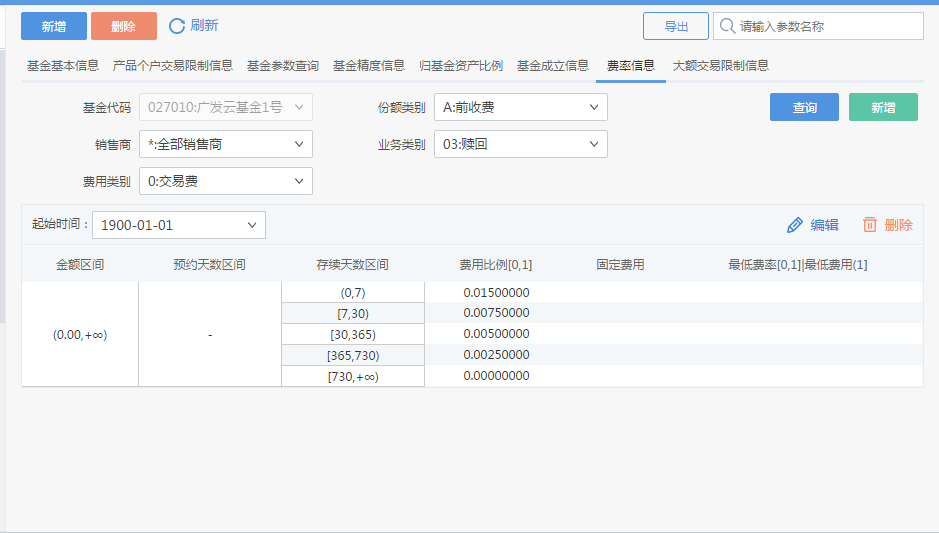 新增 删除 刷新 导出 请输入参数名称
基金基本信息 产品个户交易限制信息 基金参数查询 基金精度信息 归基金资产比例 基金成立信息 费率信息 大额交易限制信息
基金代码 027010:广发云基金1号 份额类别 A:前收费 查询 新增
销售商 *:全部销售商 业务类别 03:赎回
费用类别 0:交易费
起始时间: 1900-01-01 编辑 删除
金额区间 预约天数区间 存续天数区间 费用比例[0,1] 固定费用 最低费率[0,1]|最低费用(1]
(0,7) 0.01500000
[7,30) 0.00750000
(0.00,+∞) - [30,365) 0.00500000
[365,730) 0.00250000
[730,+∞) 0.00000000